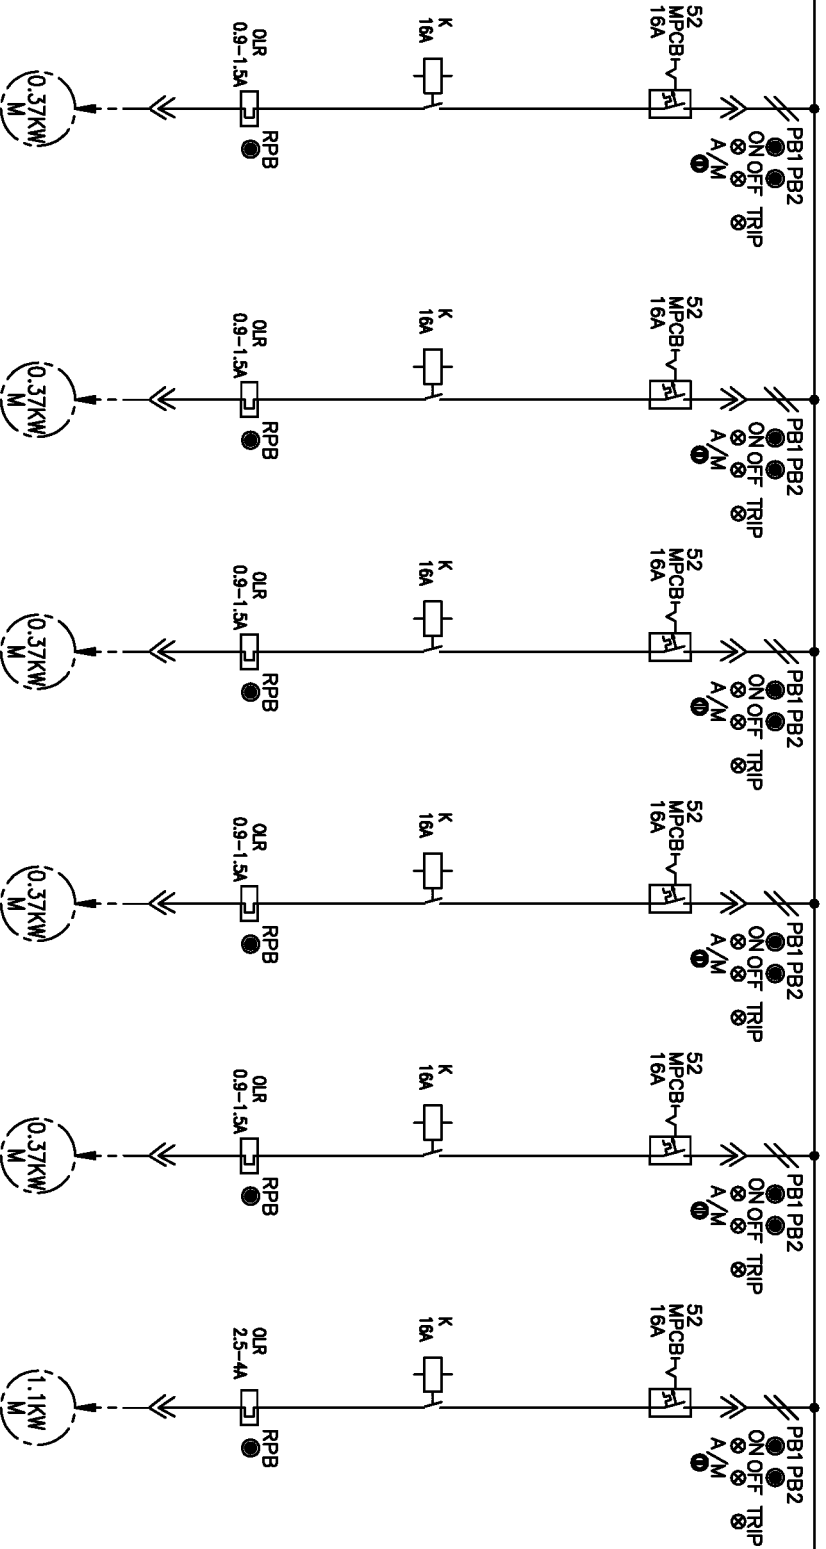 52
MPCB
16A
PB1 PB2
ON OFF TRIP
A/M
K
16A
OLR
0.9-1.5A
RPB
0.37KW
M
52
MPCB
16A
PB1 PB2
ON OFF TRIP
A/M
K
16A
OLR
0.9-1.5A
RPB
0.37KW
M
52
MPCB
16A
PB1 PB2
ON OFF TRIP
A/M
K
16A
OLR
0.9-1.5A
RPB
0.37KW
M
52
MPCB
16A
PB1 PB2
ON OFF TRIP
A/M
K
16A
OLR
0.9-1.5A
RPB
0.37KW
M
52
MPCB
16A
PB1 PB2
ON OFF TRIP
A/M
K
16A
OLR
0.9-1.5A
RPB
0.37KW
M
52
MPCB
16A
PB1 PB2
ON OFF TRIP
A/M
K
16A
OLR
2.5-4A
RPB
1.1KW
M